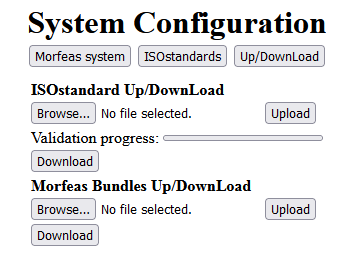 System Configuration
Morfeas system ISOstandards Up/DownLoad
ISOstandard Up/DownLoad
Browse... No file selected. Upload
Validation progress:
Download
Morfeas Bundles Up/DownLoad
Browse... No file selected. Upload
Download